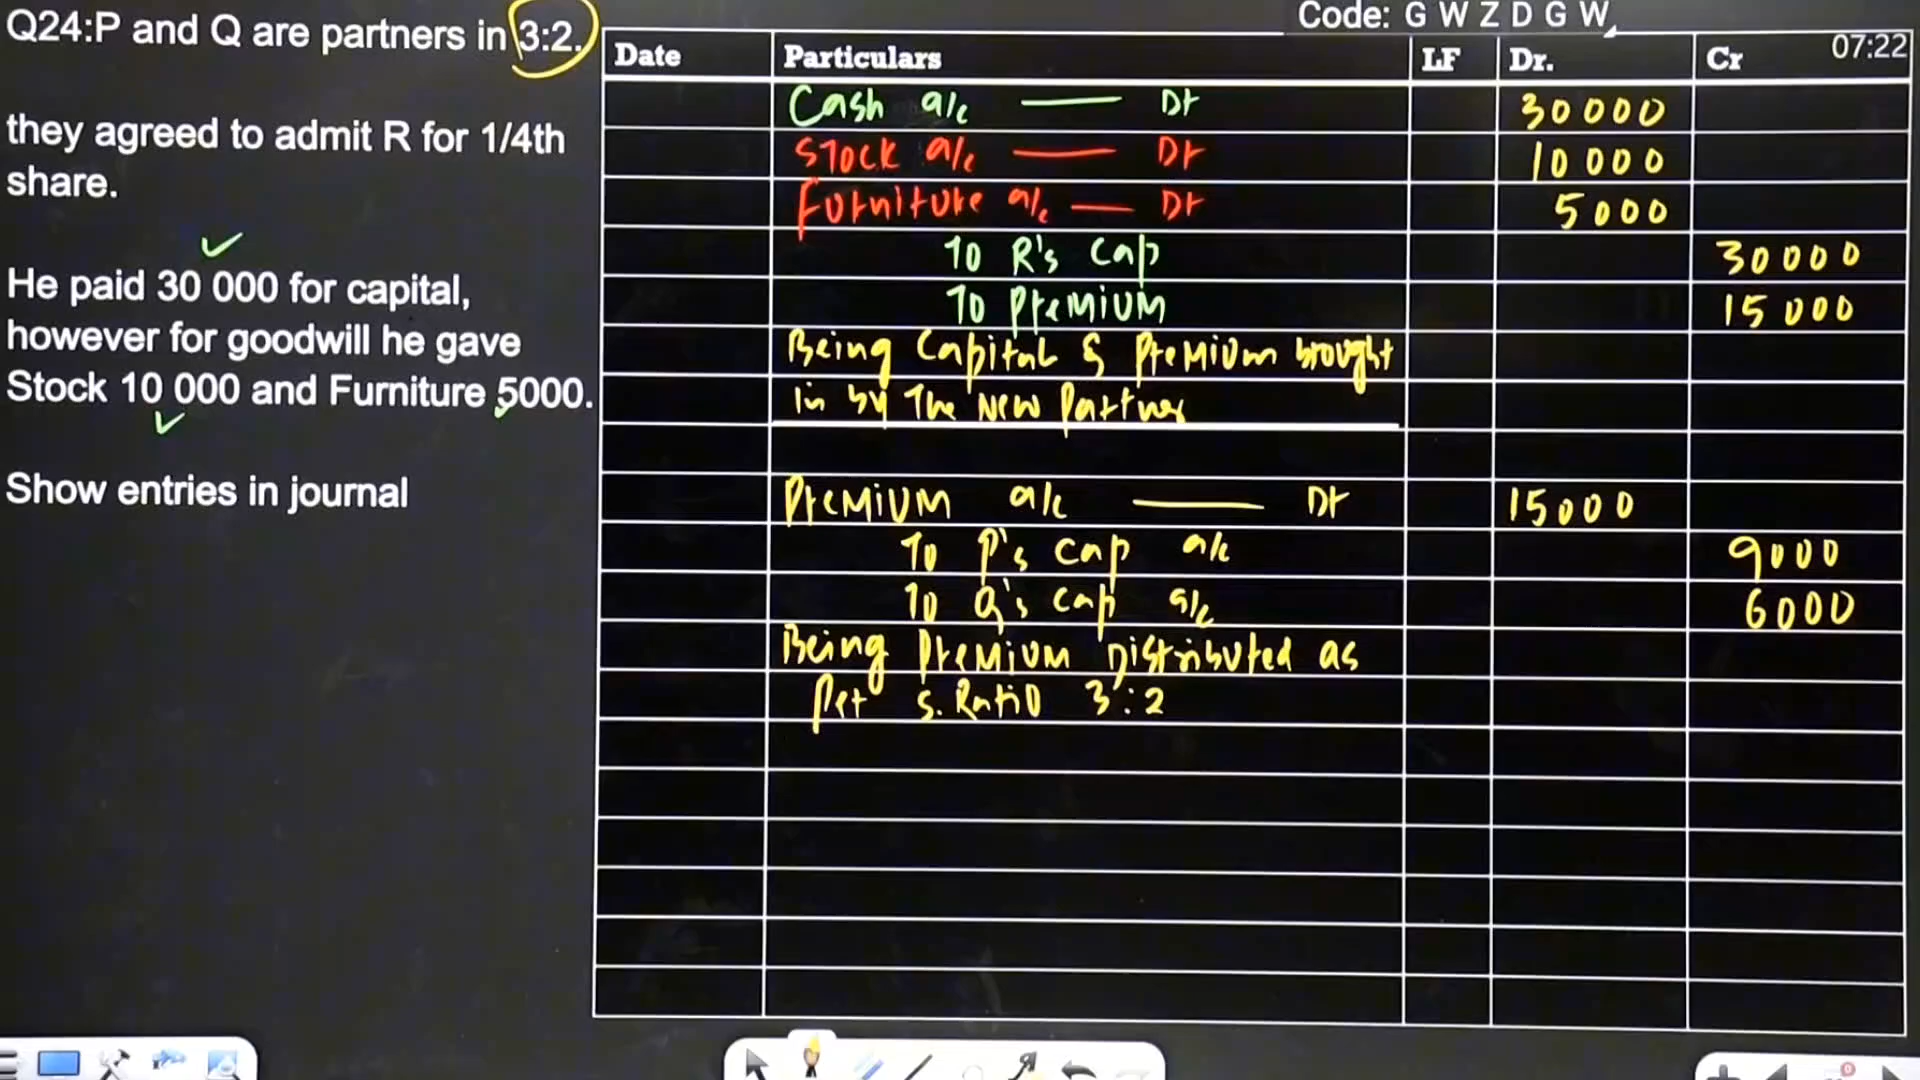 Code: G W Z D G W
07:22
Q24:P and Q are partners in 3:2.
they agreed to admit R for 1/4th
share.
He paid 30 000 for capital,
however for goodwill he gave
Stock 10 000 and Furniture 5000.
Show entries in journal
Date Particulars LF Dr. Cr
Cash a/c Dr 30000
Stock a/c Dr 10000
Furniture a/c Dr 5000
To R's Cap 30000
To Premium 15000
Being Capital & Premium brought
in by The New Partner
Premium a/c Dr 15000
To P's Cap a/c 9000
To Q's Cap a/c 6000
Being Premium Distributed as
Per S. Ratio 3:2